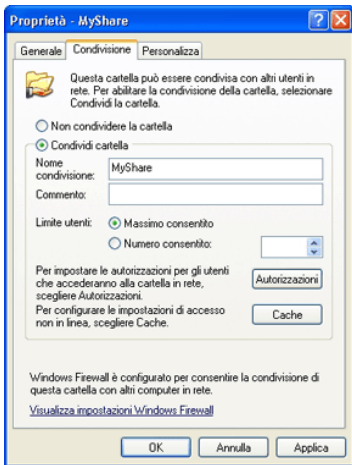 Proprietà - MyShare
Generale Condivisione Personalizza
Questa cartella può essere condivisa con altri utenti in
rete. Per abilitare la condivisione della cartella, selezionare
Condividi la cartella.
Non condividere la cartella
Condividi cartella
Nome
condivisione:
MyShare
Commento:
Limite utenti:
Massimo consentito
Numero consentito:
Per impostare le autorizzazioni per gli utenti
che accederanno alla cartella in rete,
scegliere Autorizzazioni.
Autorizzazioni
Per configurare le impostazioni di accesso
non in linea, scegliere Cache.
Cache
Windows Firewall è configurato per consentire la condivisione di
questa cartella con altri computer in rete.
Visualizza impostazioni Windows Firewall
OK Annulla Applica